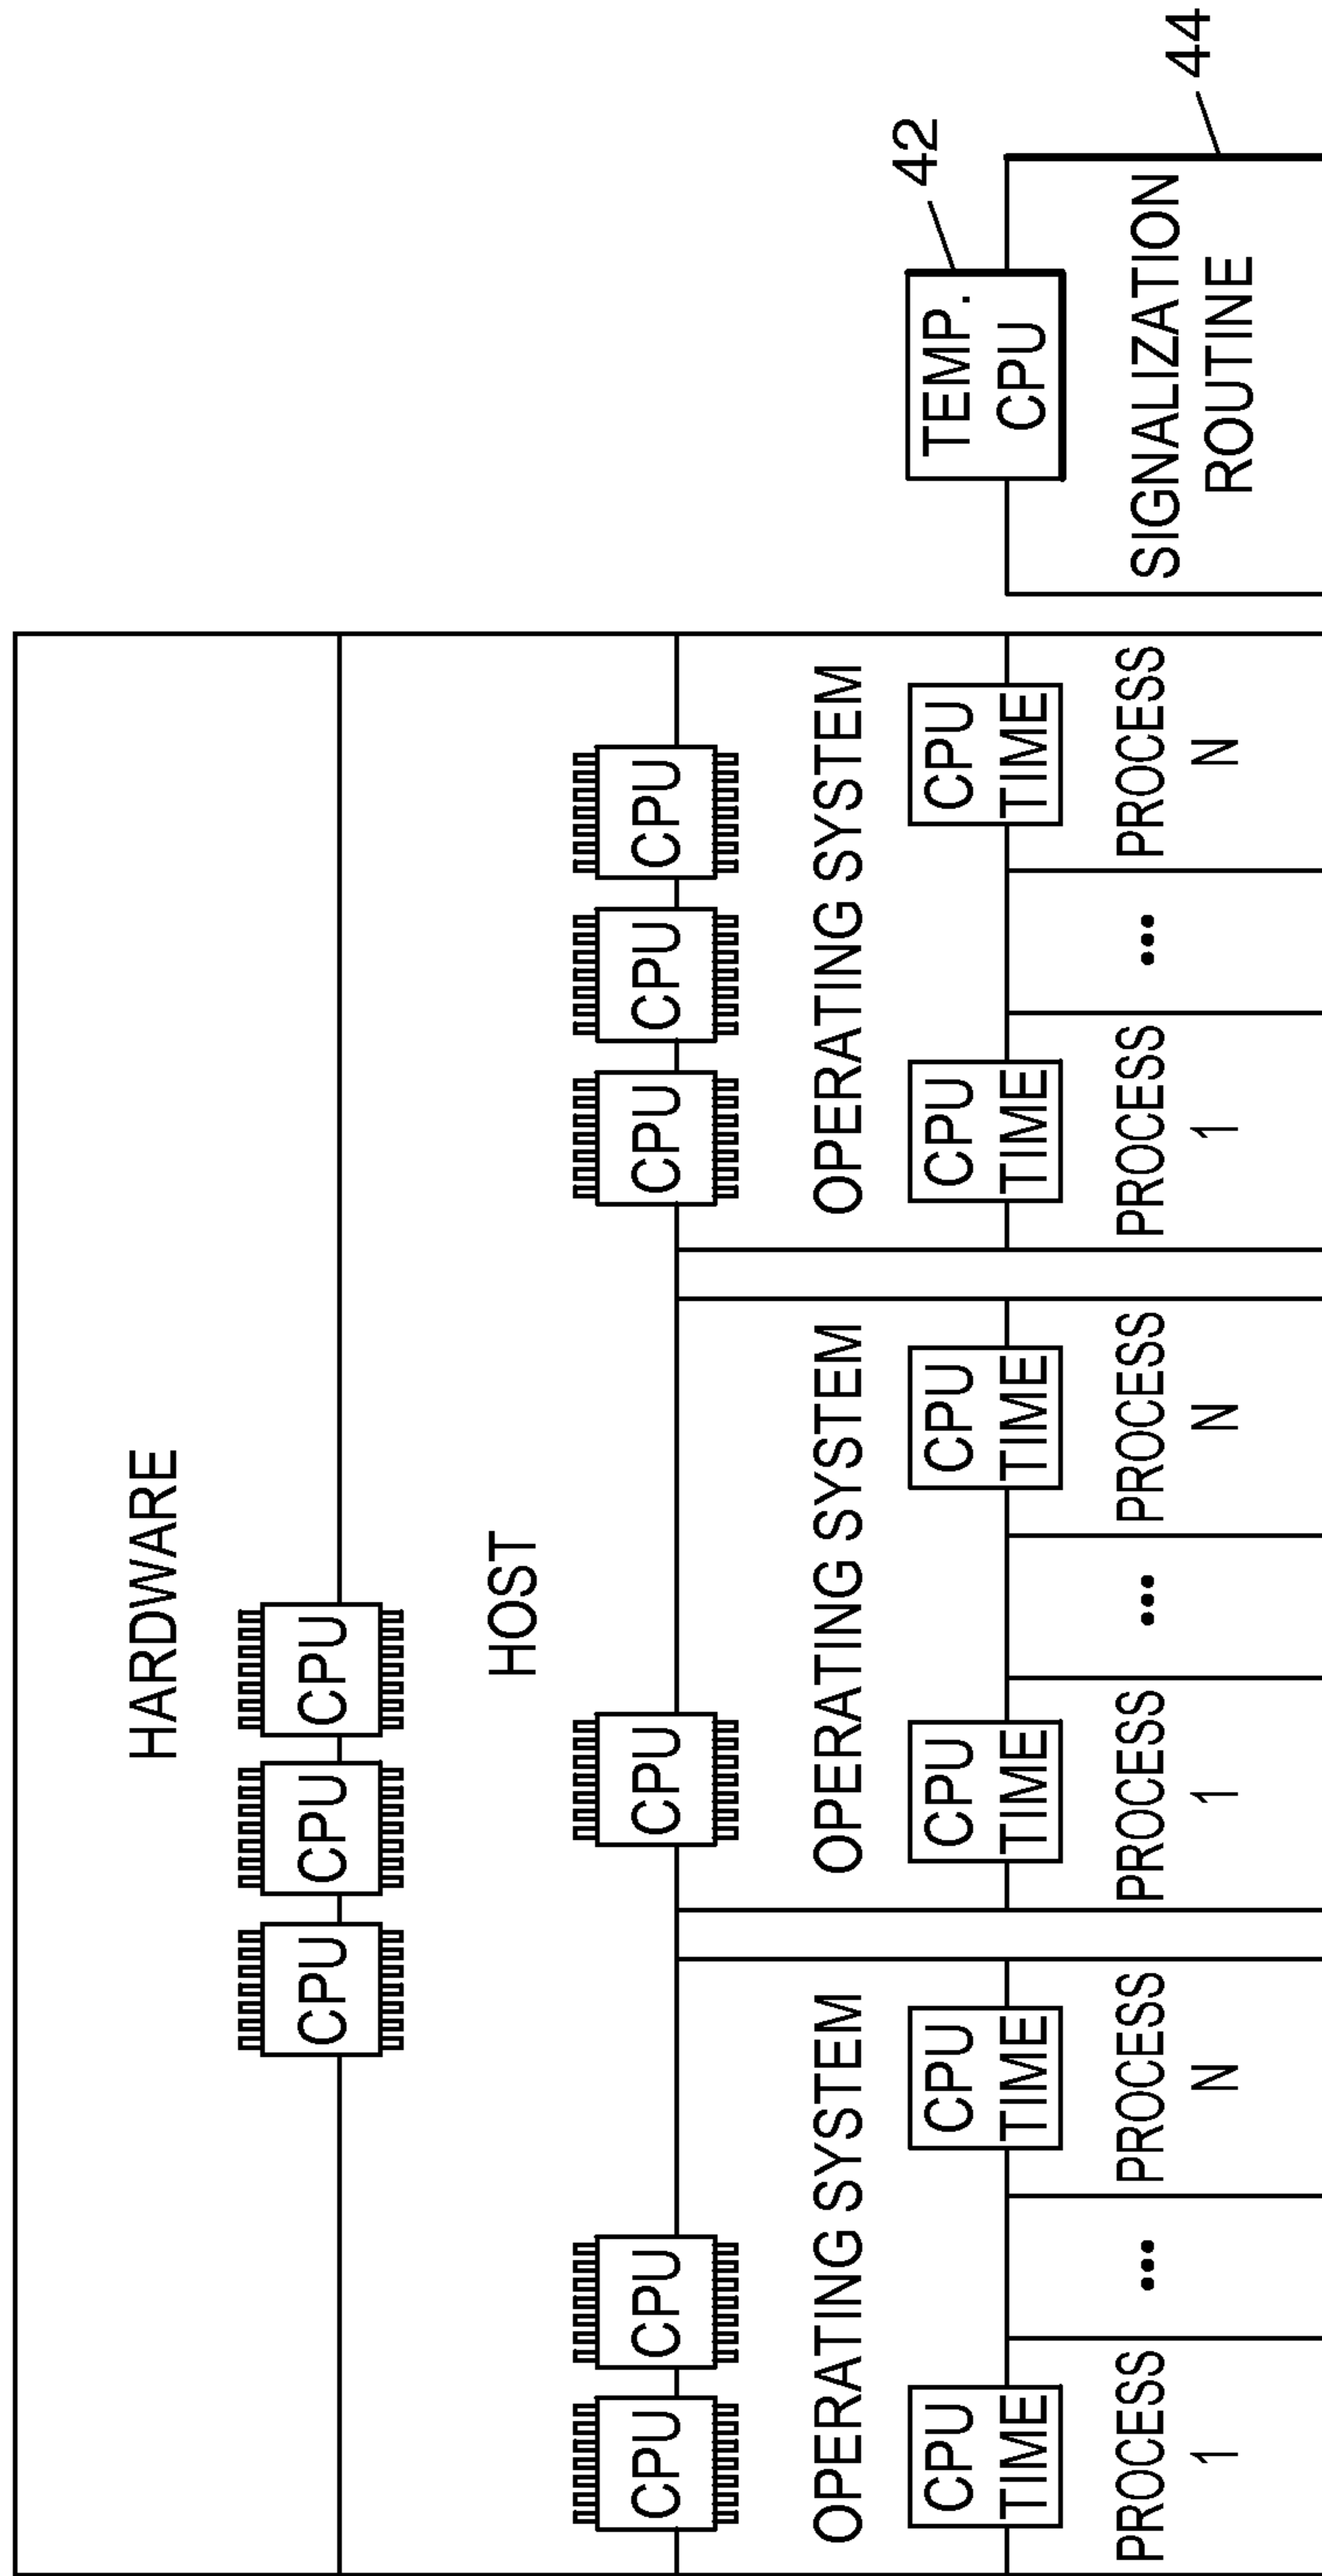 HARDWARE
CPU CPU CPU
HOST
CPU CPU CPU CPU CPU CPU
OPERATING SYSTEM
OPERATING SYSTEM
OPERATING SYSTEM
42
CPU
TIME
CPU
TIME
CPU
TIME
CPU
TIME
CPU
TIME
CPU
TIME
TEMP.
CPU
PROCESS
1
...
PROCESS
N
PROCESS
1
...
PROCESS
N
PROCESS
1
...
PROCESS
N
SIGNALIZATION
ROUTINE
44